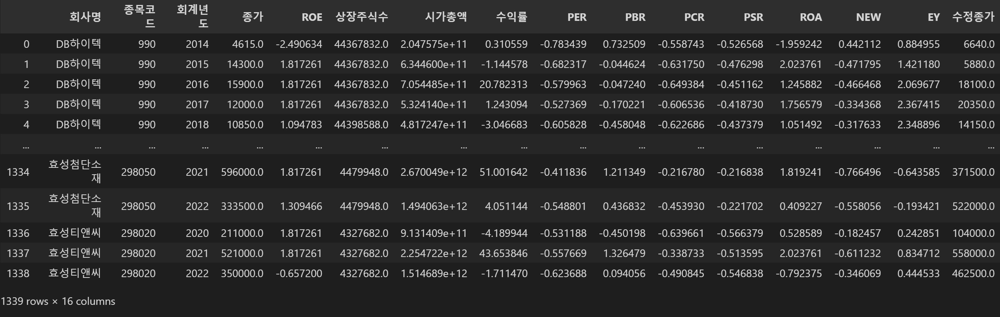 회사명 종목코드 회계년도 종가 ROE 상장주식수 시가총액 수익률 PER PBR PCR PSR ROA NEW EY 수정종가
0 DB하이텍 990 2014 4615.0 -2.490634 44367832.0 2.047575e+11 0.310559 -0.783439 0.732509 -0.558743 -0.526568 -1.959242 0.442112 0.884955 6640.0
1 DB하이텍 990 2015 14300.0 1.817261 44367832.0 6.344600e+11 -1.144578 -0.682317 -0.044624 -0.631750 -0.476298 2.023761 -0.471795 1.421180 5880.0
2 DB하이텍 990 2016 15900.0 1.817261 44367832.0 7.054485e+11 20.782313 -0.579963 -0.047240 -0.649384 -0.451162 1.245882 -0.466468 2.069677 18100.0
3 DB하이텍 990 2017 12000.0 1.817261 44367832.0 5.324140e+11 1.243094 -0.527369 -0.170221 -0.606536 -0.418730 1.756579 -0.334368 2.367415 20350.0
4 DB하이텍 990 2018 10850.0 1.094783 44398588.0 4.817247e+11 -3.046683 -0.605828 -0.458048 -0.622686 -0.437379 1.051492 -0.317633 2.348896 14150.0
... ... ... ... ... ... ... ... ... ... ... ... ... ... ... ... ...
1334 효성첨단소재 298050 2021 596000.0 1.817261 4479948.0 2.670049e+12 51.001642 -0.411836 1.211349 -0.216780 -0.216838 1.819241 -0.766496 -0.643585 371500.0
1335 효성첨단소재 298050 2022 333500.0 1.309466 4479948.0 1.494063e+12 4.051144 -0.548801 0.436832 -0.453930 -0.221702 0.409227 -0.558056 -0.193421 522000.0
1336 효성티앤씨 298020 2020 211000.0 1.817261 4327682.0 9.131409e+11 -4.189944 -0.531188 -0.450198 -0.639661 -0.566379 0.528589 -0.182457 0.242851 104000.0
1337 효성티앤씨 298020 2021 521000.0 1.817261 4327682.0 2.254722e+12 43.653846 -0.557669 1.326479 -0.338733 -0.513595 2.023761 -0.611232 0.834712 558000.0
1338 효성티앤씨 298020 2022 350000.0 -0.657200 4327682.0 1.514689e+12 -1.711470 -0.623688 0.094056 -0.490845 -0.546838 -0.792375 -0.346069 0.444533 462500.0
1339 rows × 16 columns